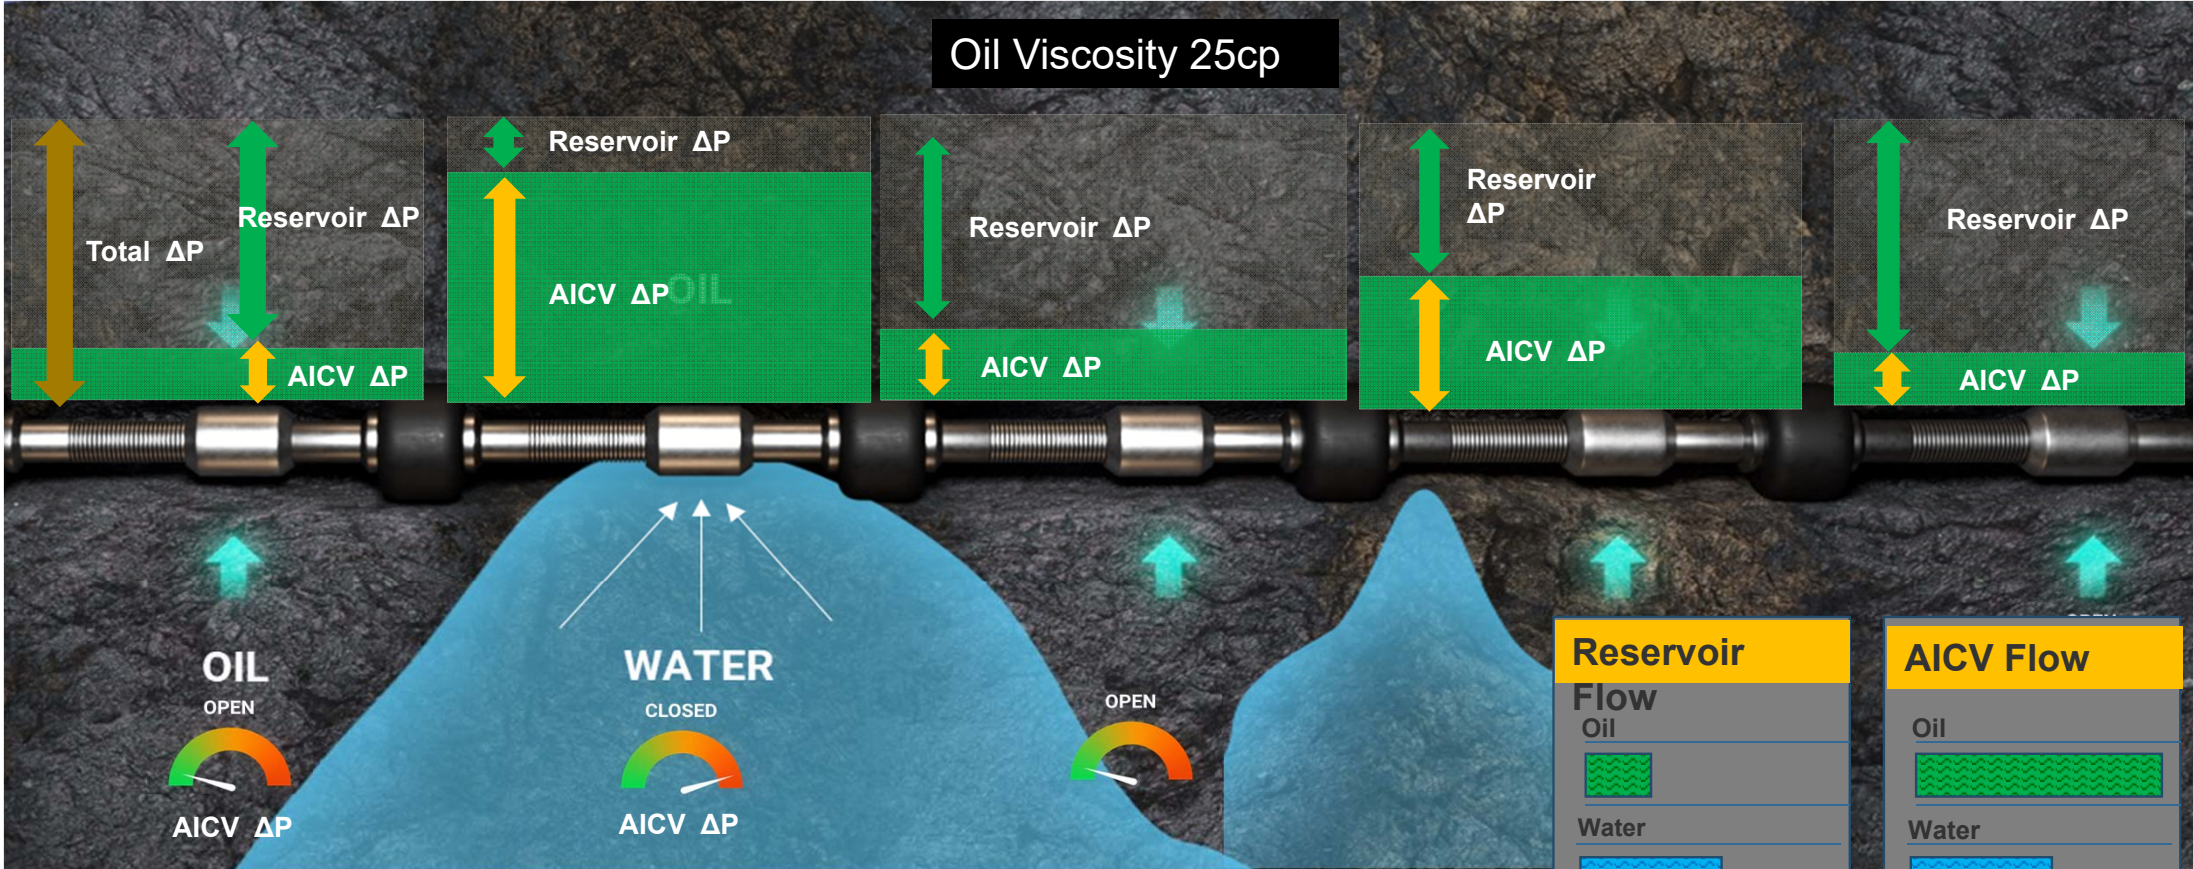 Oil Viscosity 25cp
Total ΔP
Reservoir ΔP
AICV ΔP
Reservoir ΔP
AICV ΔP
OIL
Reservoir ΔP
AICV ΔP
Reservoir
ΔP
AICV ΔP
Reservoir ΔP
AICV ΔP
OIL
OPEN
AICV ΔP
WATER
CLOSED
AICV ΔP
OPEN
Reservoir
Flow
Oil
Water
AICV Flow
Oil
Water